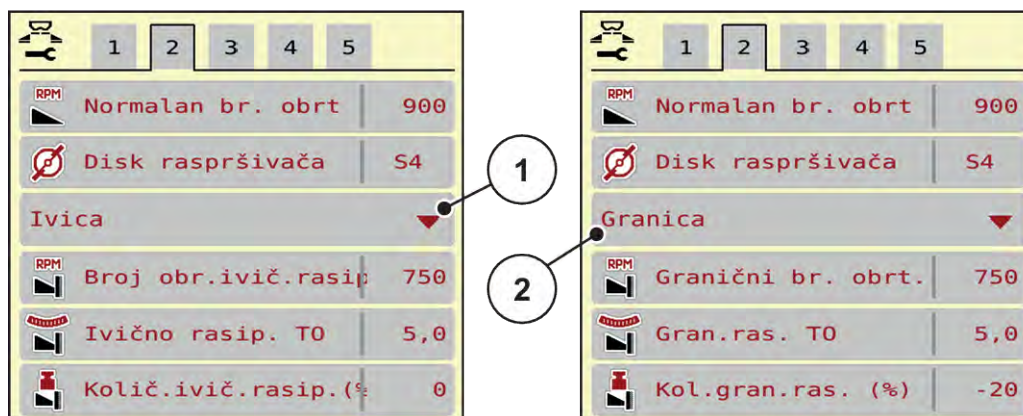 1 2 3 4 5
RPM Normalan br. obrt 900
Disk raspršivača S4
Ivica
RPM Broj obr.ivič.rasip 750
Ivično rasip. TO 5,0
Količ.ivič.rasip.(% 0
1
2
1 2 3 4 5
RPM Normalan br. obrt 900
Disk raspršivača S4
Granica
RPM Granični br. obrt. 750
Gran.ras. TO 5,0
Kol.gran.ras. (%) -20